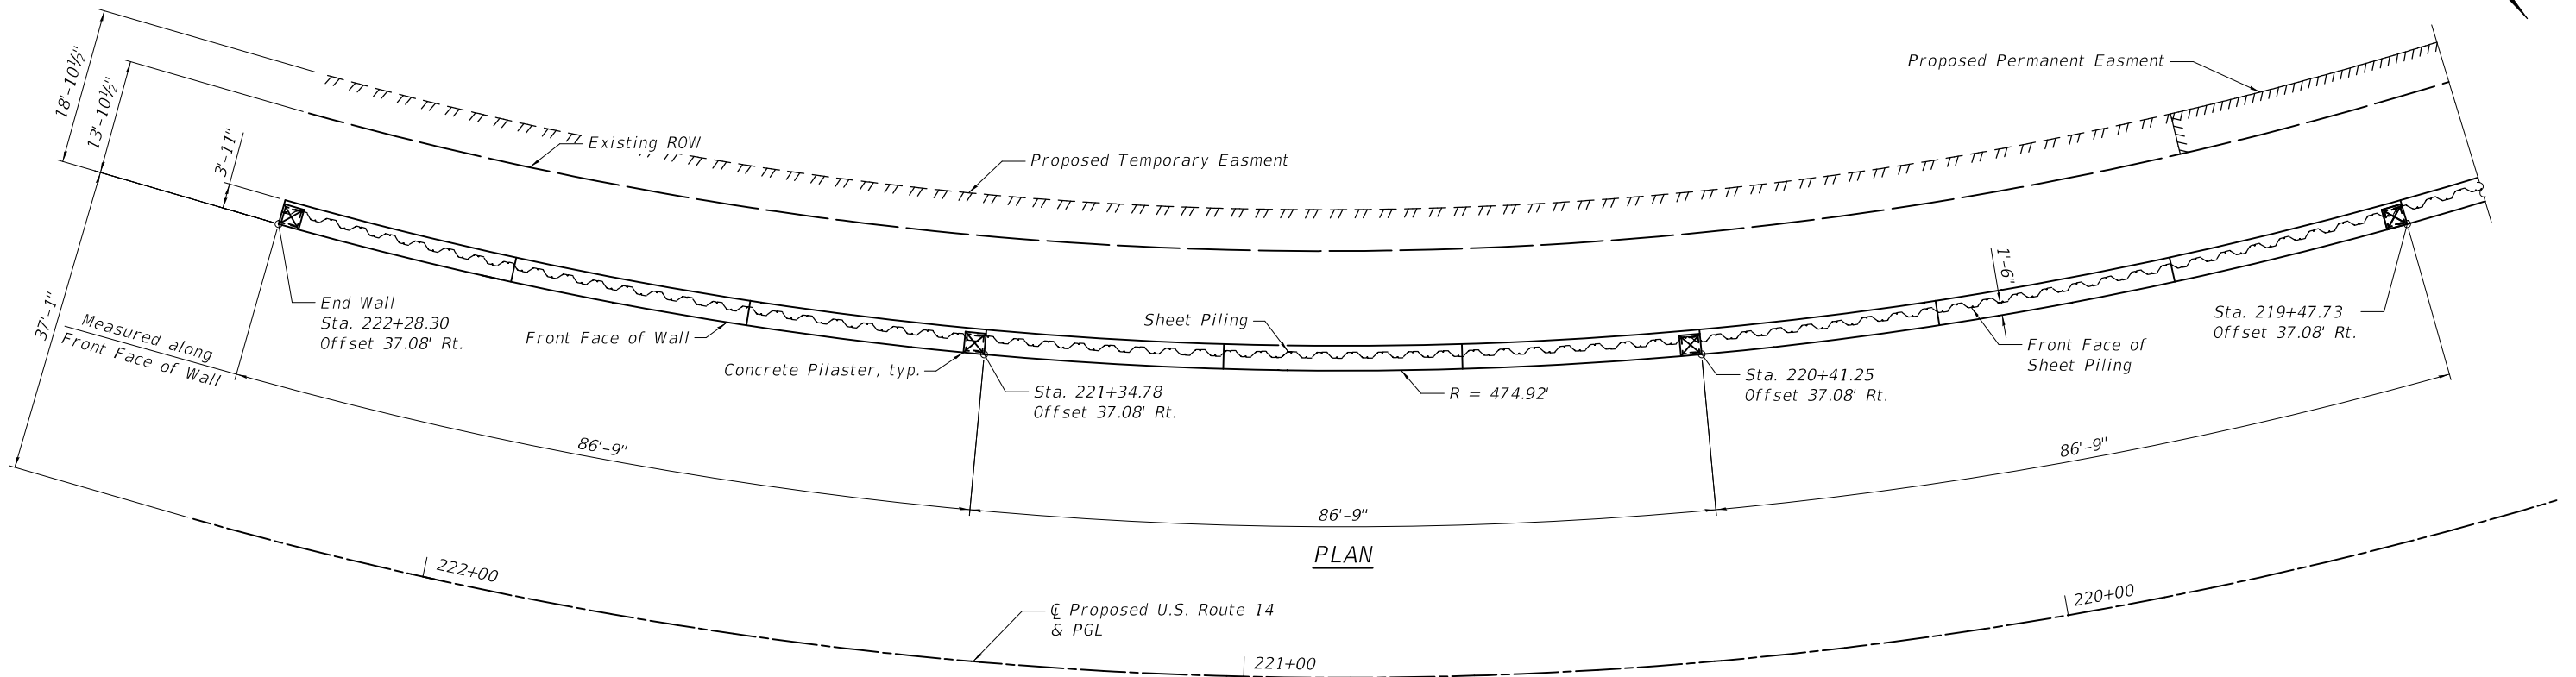 18'-10½"
13'-10½"
3'-11"
37'-1"
Existing ROW
Proposed Temporary Easment
Proposed Permanent Easment
End Wall
Sta. 222+28.30
Offset 37.08' Rt.
Measured along
Front Face of Wall
Front Face of Wall
Concrete Pilaster, typ.
Sheet Piling
Sta. 221+34.78
Offset 37.08' Rt.
R = 474.92'
Sta. 220+41.25
Offset 37.08' Rt.
1'-6"
Front Face of
Sheet Piling
Sta. 219+47.73
Offset 37.08' Rt.
86'-9"
86'-9"
86'-9"
PLAN
222+00
℄ Proposed U.S. Route 14
& PGL
221+00
220+00